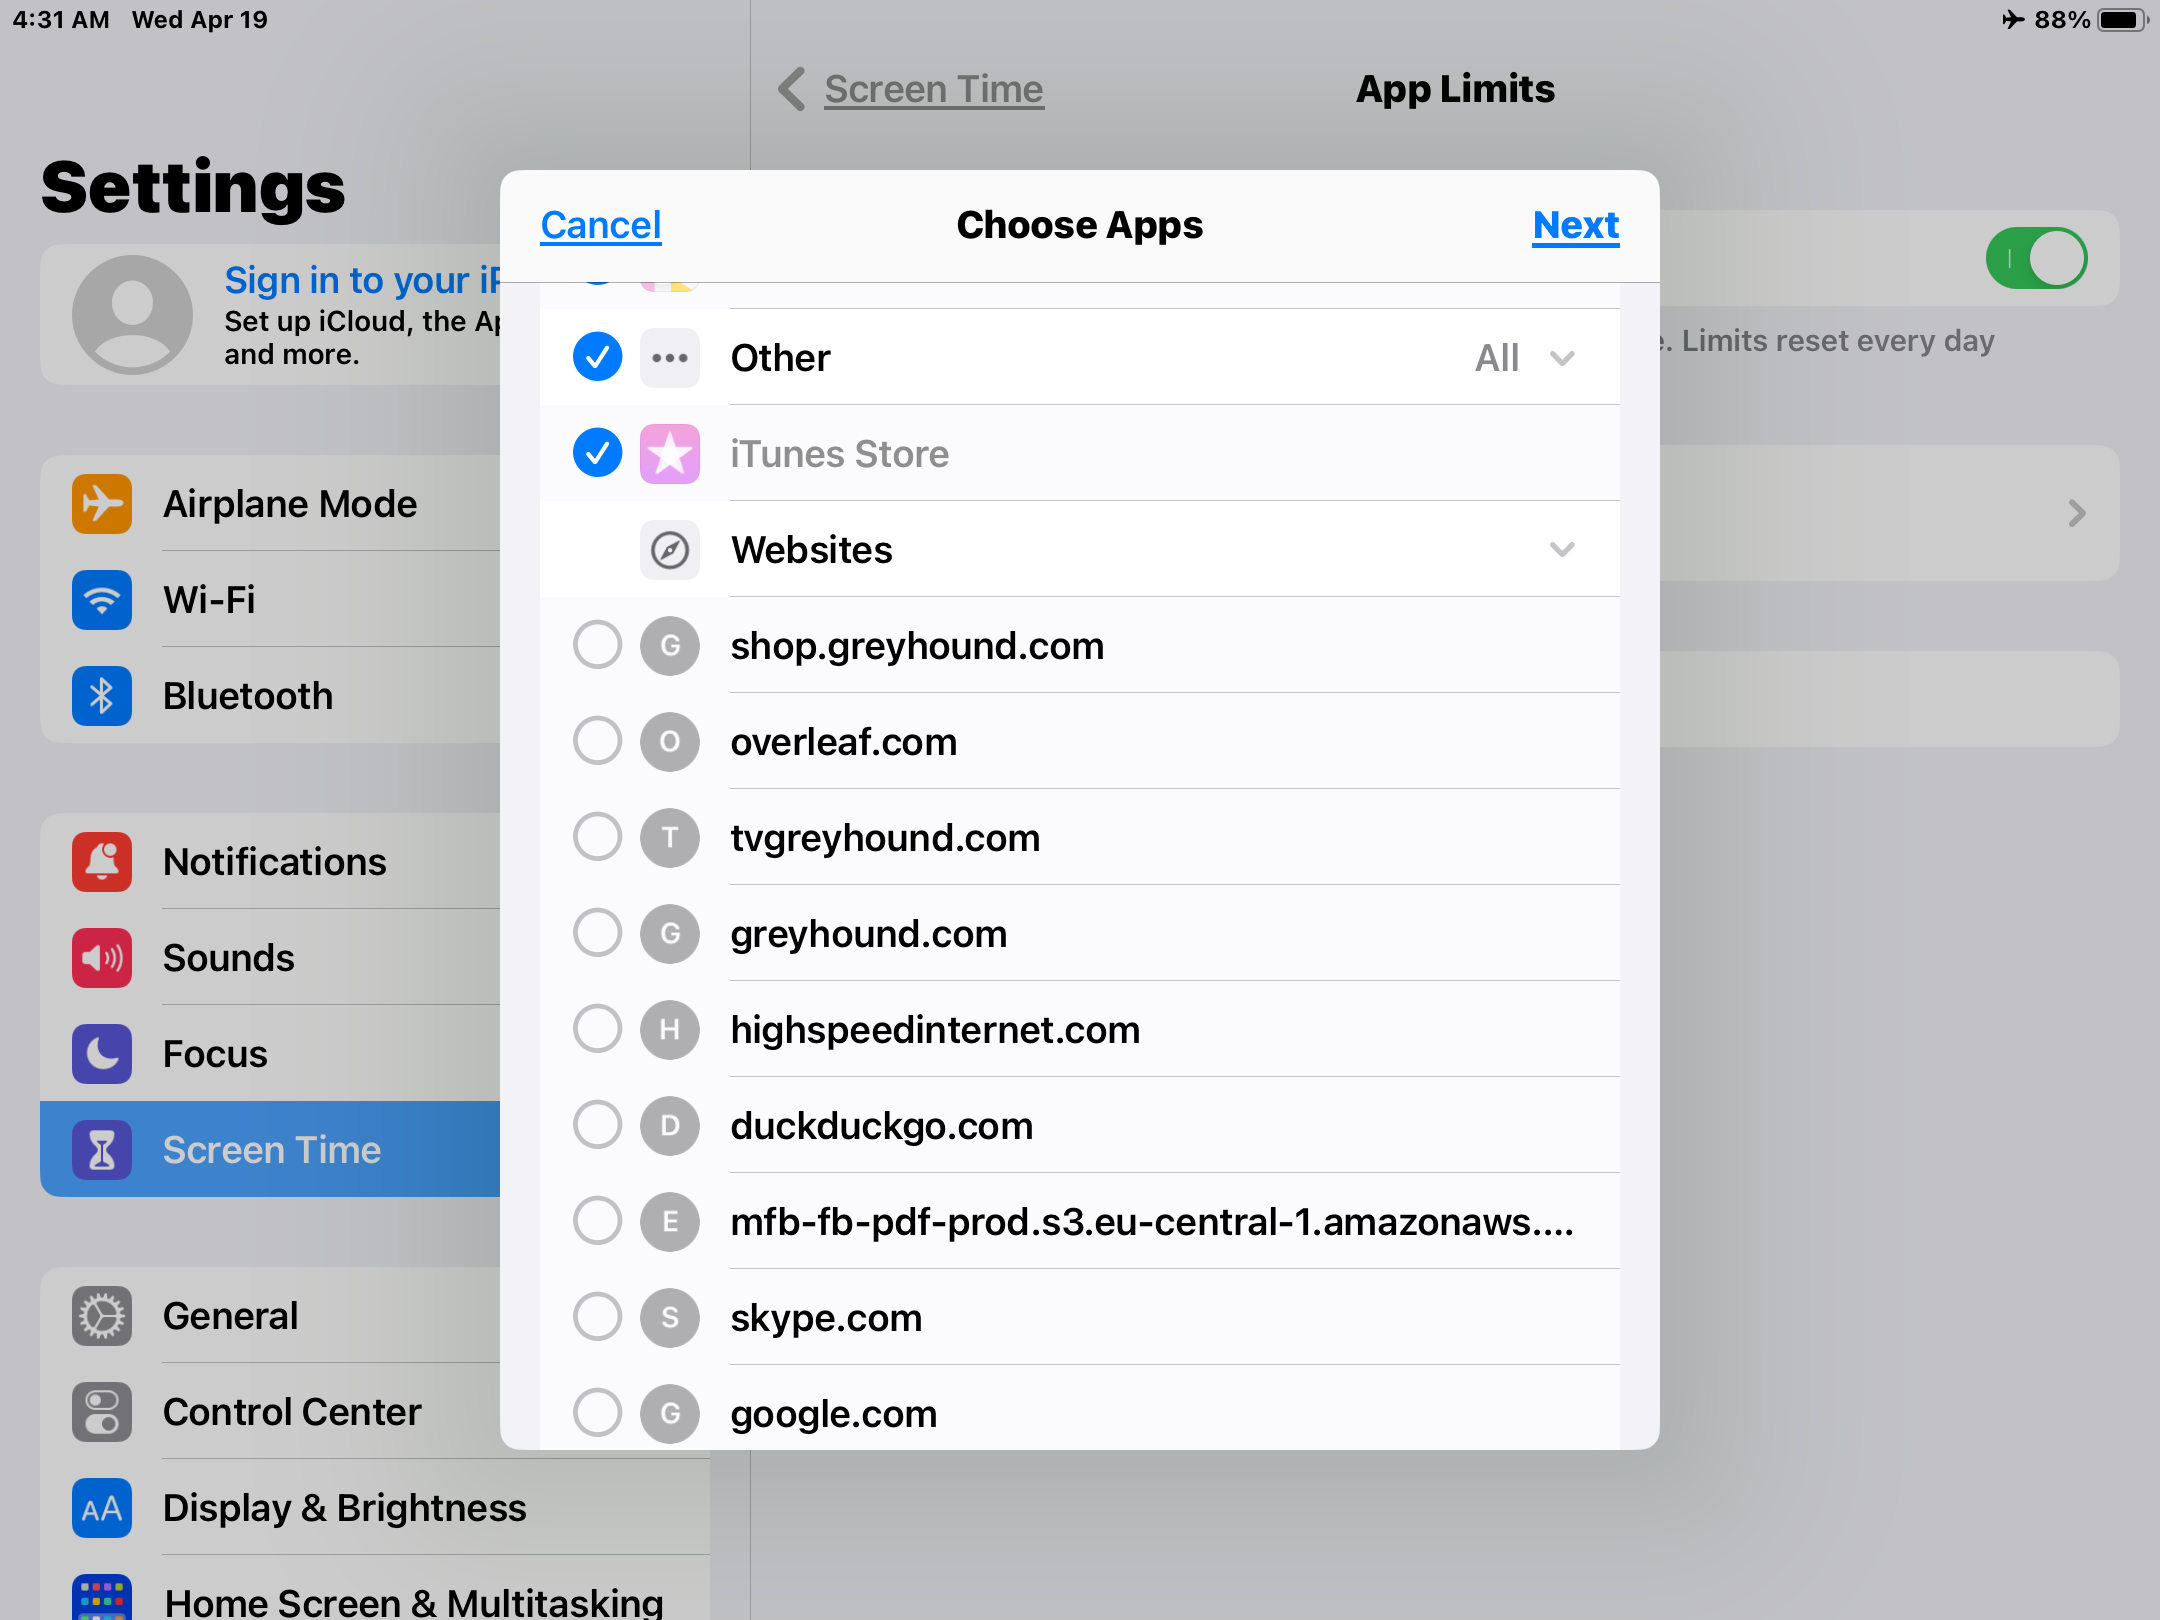 4:31 AM Wed Apr 19
88%
Screen Time
App Limits
Settings
Sign in to your iP
Set up iCloud, the Ap
and more.
Airplane Mode
Wi-Fi
Bluetooth
Notifications
Sounds
Focus
Screen Time
General
Control Center
AA Display & Brightness
Home Screen & Multitasking
e. Limits reset every day
Cancel
Choose Apps
Next
Other
All
iTunes Store
Websites
G shop.greyhound.com
O overleaf.com
T tvgreyhound.com
G greyhound.com
H highspeedinternet.com
D duckduckgo.com
E mfb-fb-pdf-prod.s3.eu-central-1.amazonaws....
S skype.com
G google.com